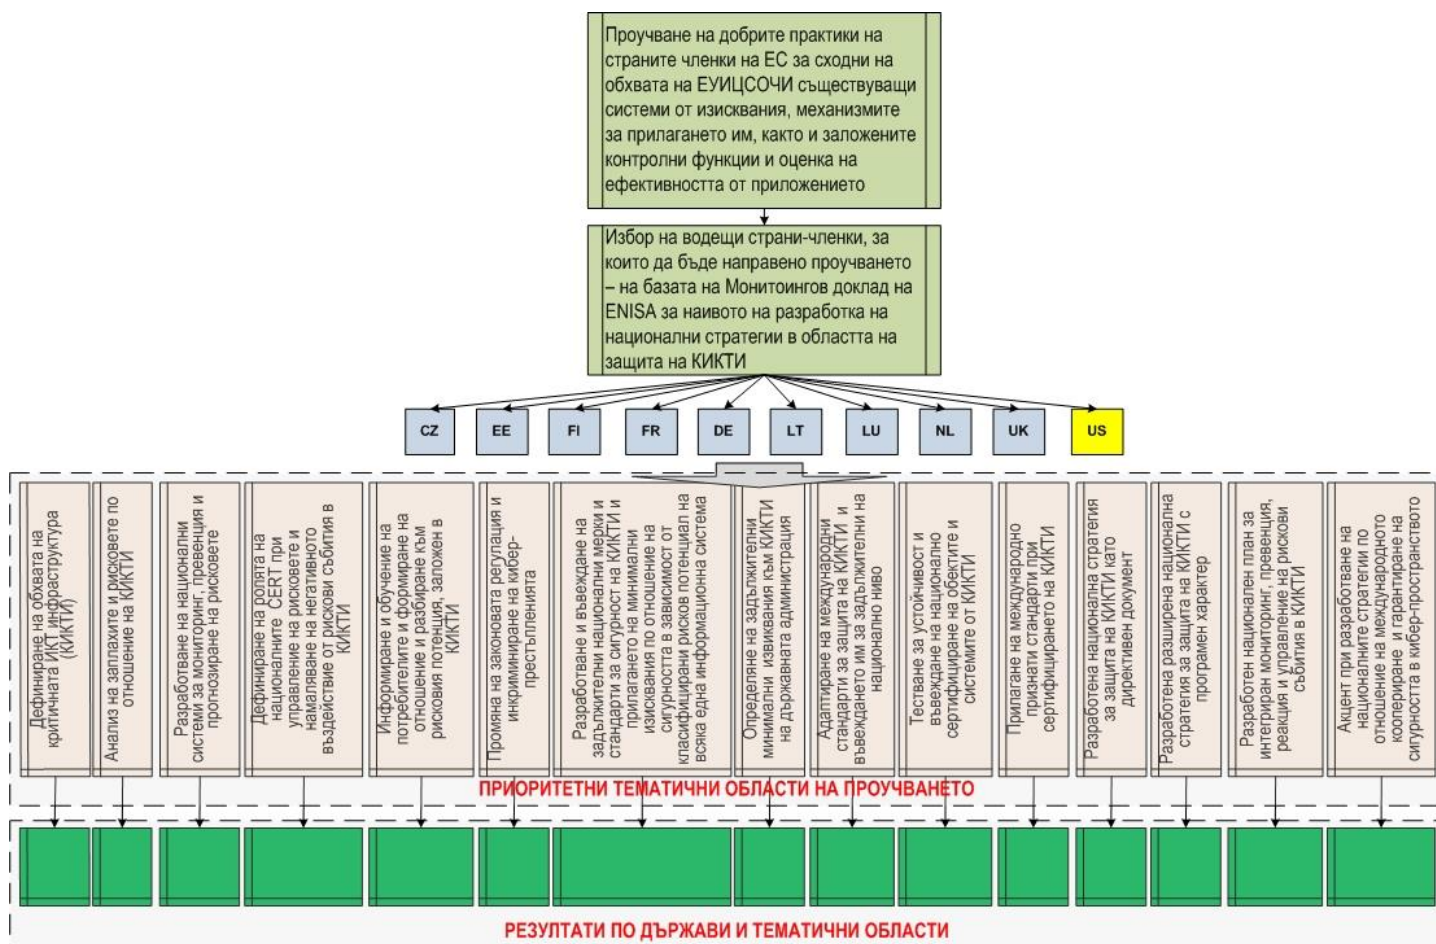 Проучване на добрите практики на
страните членки на ЕС за сходни на
обхвата на ЕУИЦСОЧИ съществуващи
системи от изисквания, механизмите
за прилагането им, както и заложените
контролни функции и оценка на
ефективността от приложението
Избор на водещи страни-членки, за
които да бъде направено проучването
– на базата на Монитоингов доклад на
ENISA за наивото на разработка на
национални стратегии в областта на
защита на КИКТИ
CZ
EE
FI
FR
DE
LT
LU
NL
UK
US
Дефиниране на обхвата на
критичната ИКТ инфраструктура
(КИКТИ)
Анализ на заплахите и рисковете по
отношение на КИКТИ
Разработване на национални
системи за мониторинг, превенция и
прогнозиране на рисковете
Дефиниране на ролята на
националните CERT при
управление на рисковете и
намаляване на негативното
въздействие от рискови събития в
КИКТИ
Информиране и обучение на
потребителите и формиране на
отношение и разбиране към
рисковия потенция, заложен в
КИКТИ
Промяна на законовата регулация и
инкриминиране на кибер-
престъпленията
Разработване и въвеждане на
задължителни национални мерки и
стандарти за сигурност на КИКТИ и
прилагането на минимални
изисквания по отношение на
сигурността в зависимост от
класифицирани рисков потенциал на
всяка една информационна система
Определяне на задължителни
минимални извиквания към КИКТИ
на държавната администрация
Адаптиране на международни
стандарти за защита на КИКТИ и
въвеждането им за задължителни на
национално ниво
Тестване за устойчивост и
въвеждане на национално
сертифициране на обектите и
системите от КИКТИ
Прилагане на международно
признати стандарти при
сертифицирането на КИКТИ
Разработена национална стратегия
за защита на КИКТИ като
директивен документ
Разработена разширена национална
стратегия за защита на КИКТИ с
програмен характер
Разработен национален план за
интегриран мониторинг, превенция,
реакция и управление на рискови
събития в КИКТИ
Акцент при разработване на
националните стратегии по
отношение на международното
коопериране и гарантиране на
сигурността в кибер-пространството
ПРИОРИТЕТНИ ТЕМАТИЧНИ ОБЛАСТИ НА ПРОУЧВАНЕТО
РЕЗУЛТАТИ ПО ДЪРЖАВИ И ТЕМАТИЧНИ ОБЛАСТИ